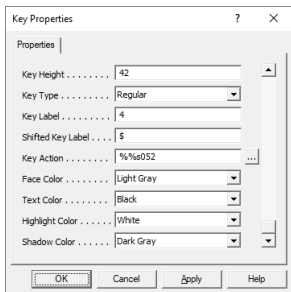 Key Properties ? ×
Properties
Key Height . . . . . . . . 42
Key Type . . . . . . . . . Regular
Key Label . . . . . . . . . 4
Shifted Key Label . . . . $
Key Action . . . . . . . . %%s052 ...
Face Color . . . . . . . . Light Gray
Text Color . . . . . . . . Black
Highlight Color . . . . . . White
Shadow Color . . . . . . Dark Gray
OK Cancel Apply Help